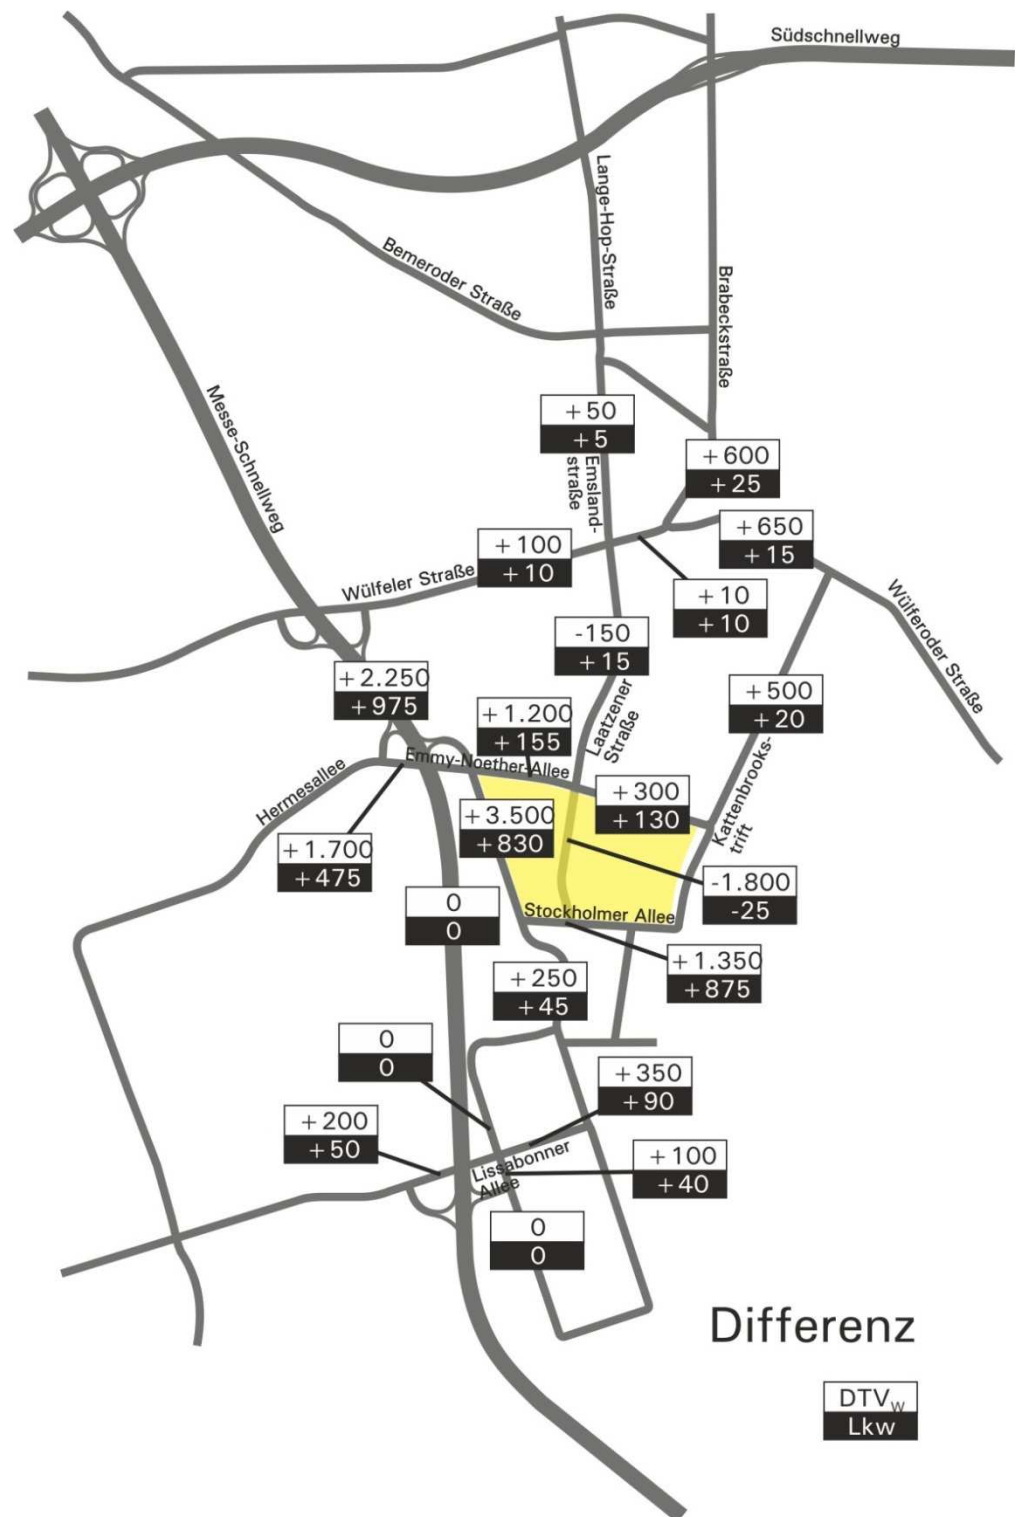 Südschnellweg
Lange-Hop-Straße
Bemeroder Straße
Brabeckstraße
Messe-Schnellweg
+50
+5
+600
+25
Emsland-
straße
+650
+15
+100
+10
Wülfeler Straße
+10
+10
Wülferoder Straße
-150
+15
+2.250
+975
+500
+20
Laatzener
Straße
+1.200
+155
Emmy-Noether-Allee
Hermesallee
Kattenbrooks-
trift
+300
+130
+3.500
+830
+1.700
+475
-1.800
-25
0
0
Stockholmer Allee
+1.350
+875
+250
+45
0
0
+350
+90
+200
+50
Lissabonner
Allee
+100
+40
0
0
Differenz
DTVw
Lkw